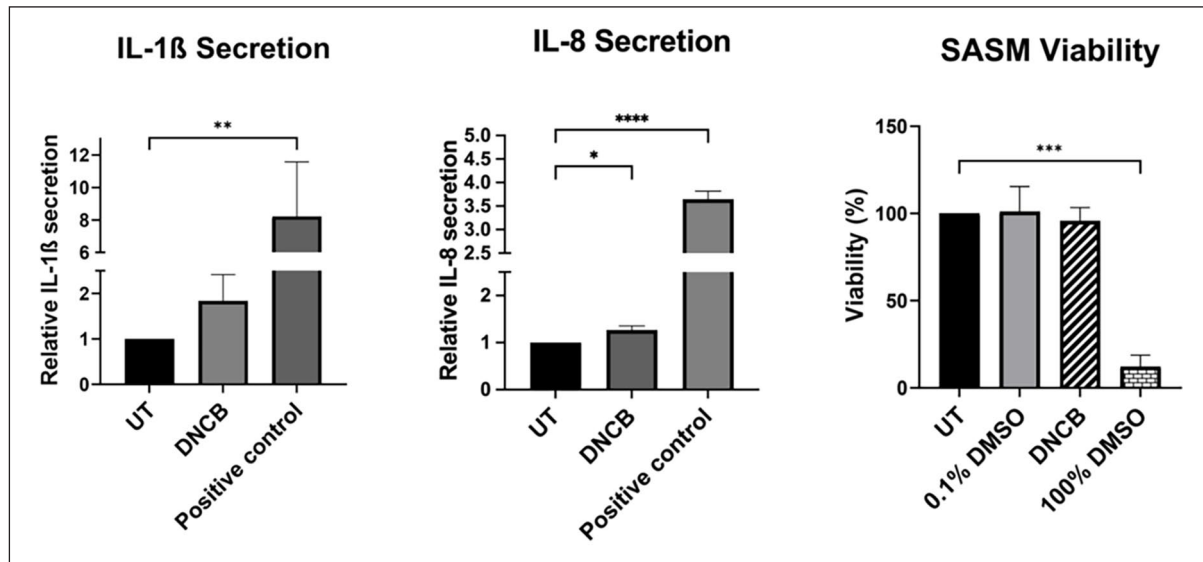 IL-1ß Secretion
**
Relative IL-1ß secretion
12
10
8
6
2
1
0
UT
DNCB
Positive control
IL-8 Secretion
****
*
Relative IL-8 secretion
5.0
4.5
4.0
3.5
3.0
2.5
2
1
0
UT
DNCB
Positive control
SASM Viability
***
Viability (%)
150
100
50
0
UT
0.1% DMSO
DNCB
100% DMSO